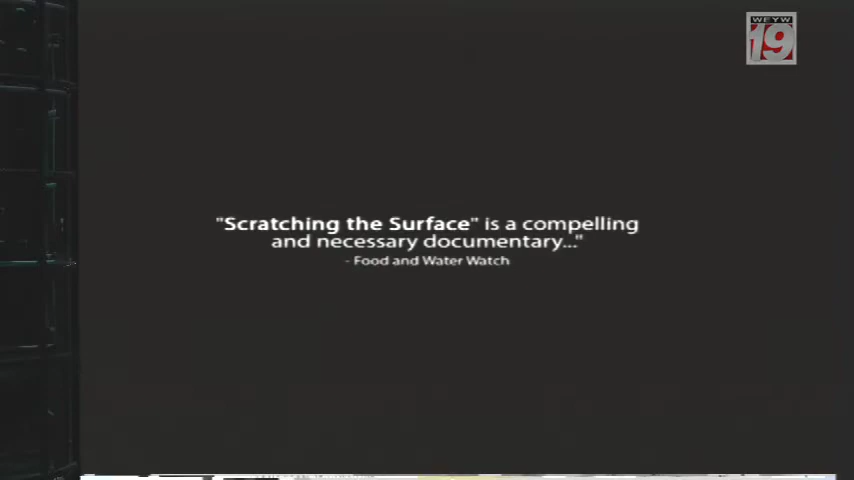 WEYW
19
"Scratching the Surface" is a compelling
and necessary documentary..."
- Food and Water Watch